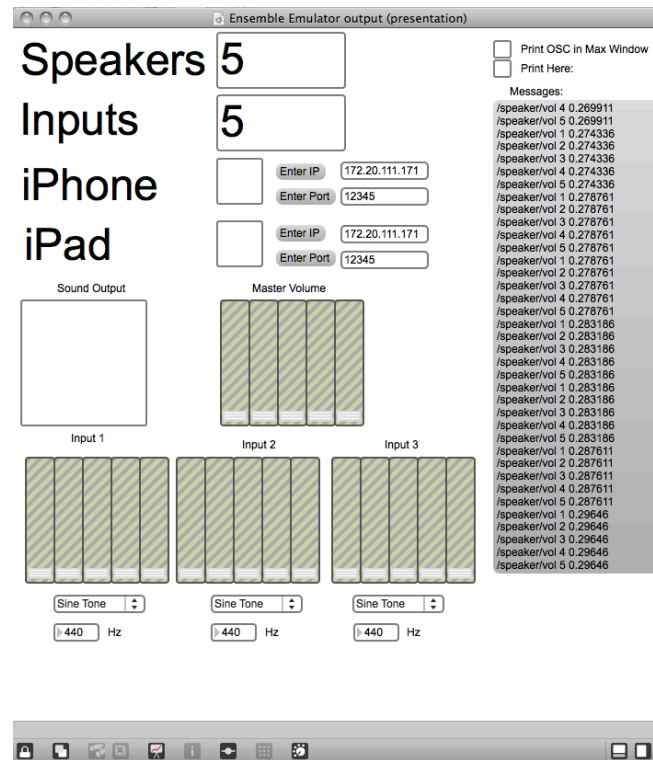 Ensemble Emulator output (presentation)
Speakers 5
Inputs 5
iPhone
Enter IP 172.20.111.171
Enter Port 12345
iPad
Enter IP 172.20.111.171
Enter Port 12345
Sound Output
Master Volume
Input 1
Input 2
Input 3
Sine Tone
Sine Tone
Sine Tone
440 Hz
440 Hz
440 Hz
Print OSC in Max Window
Print Here:
Messages:
/speaker/vol 4 0.269911
/speaker/vol 5 0.269911
/speaker/vol 1 0.274336
/speaker/vol 2 0.274336
/speaker/vol 3 0.274336
/speaker/vol 4 0.274336
/speaker/vol 5 0.274336
/speaker/vol 1 0.278761
/speaker/vol 2 0.278761
/speaker/vol 3 0.278761
/speaker/vol 4 0.278761
/speaker/vol 5 0.278761
/speaker/vol 1 0.278761
/speaker/vol 2 0.278761
/speaker/vol 3 0.278761
/speaker/vol 4 0.278761
/speaker/vol 5 0.278761
/speaker/vol 1 0.283186
/speaker/vol 2 0.283186
/speaker/vol 3 0.283186
/speaker/vol 4 0.283186
/speaker/vol 5 0.283186
/speaker/vol 1 0.283186
/speaker/vol 2 0.283186
/speaker/vol 3 0.283186
/speaker/vol 4 0.283186
/speaker/vol 5 0.283186
/speaker/vol 1 0.287611
/speaker/vol 2 0.287611
/speaker/vol 3 0.287611
/speaker/vol 4 0.287611
/speaker/vol 5 0.287611
/speaker/vol 1 0.29646
/speaker/vol 2 0.29646
/speaker/vol 3 0.29646
/speaker/vol 4 0.29646
/speaker/vol 5 0.29646